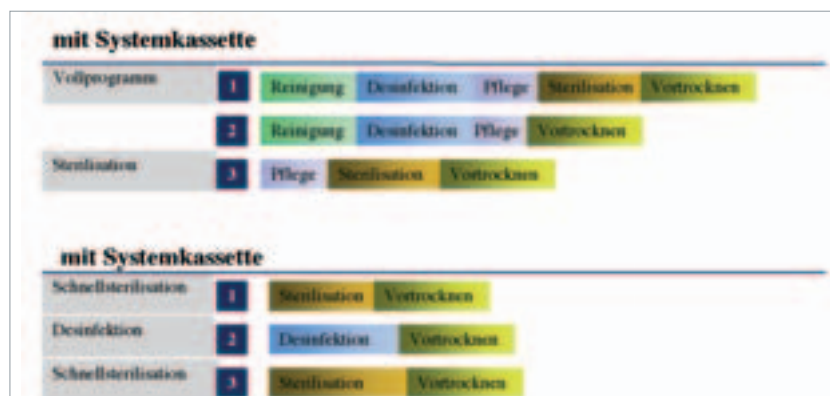 mit Systemkassette
Vollprogramm 1 Reinigung Desinfektion Pflege Sterilisation Vortrocknen
2 Reinigung Desinfektion Pflege Vortrocknen
Sterilisation 3 Pflege Sterilisation Vortrocknen
mit Systemkassette
Schnellsterilisation 1 Sterilisation Vortrocknen
Desinfektion 2 Desinfektion Vortrocknen
Schnellsterilisation 3 Sterilisation Vortrocknen